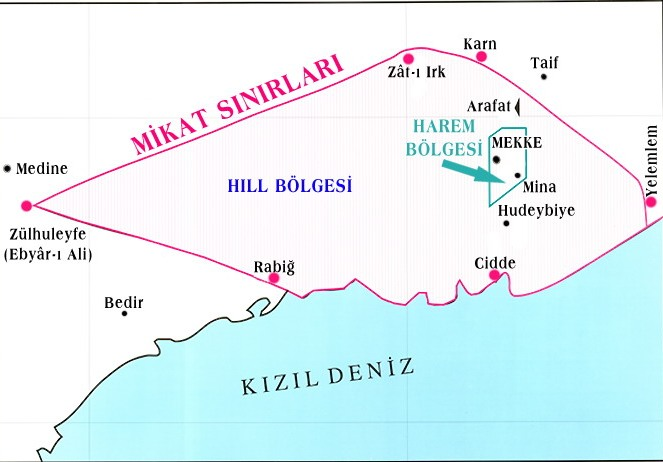 Karn
Taif
Zât-ı Irk
MİKAT SINIRLARI
Arafat
HAREM
BÖLGESİ
MEKKE
Medine
HILL BÖLGESİ
Mina
Yelemlem
Hudeybiye
Zülhuleyfe
(Ebyâr-ı Ali)
Rabiğ
Cidde
Bedir
KIZIL DENİZ